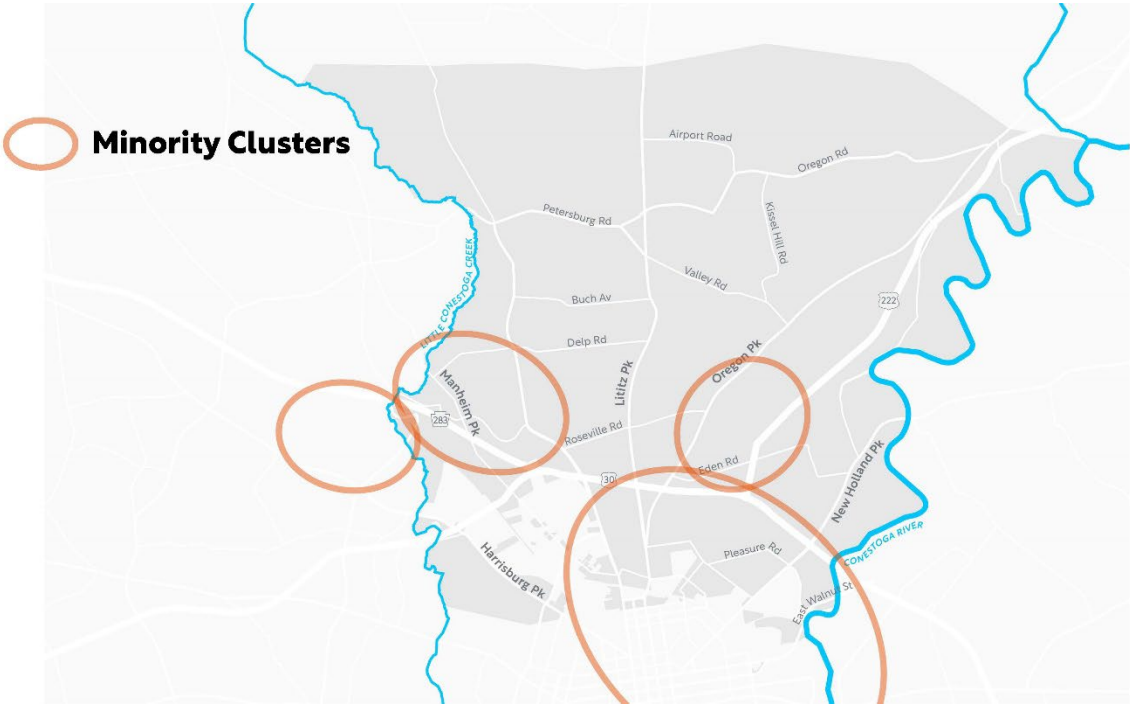 Minority Clusters
Airport Road
Oregon Rd
Kissel Hill Rd
Petersburg Rd
LITTLE CONESTOGA CREEK
Valley Rd
Buch Av
222
Delp Rd
Oregon Pk
Manheim Pk
Lititz Pk
283
Roseville Rd
Eden Rd
30
New Holland Pk
Harrisburg Pk
Pleasure Rd
CONESTOGA RIVER
East Walnut St